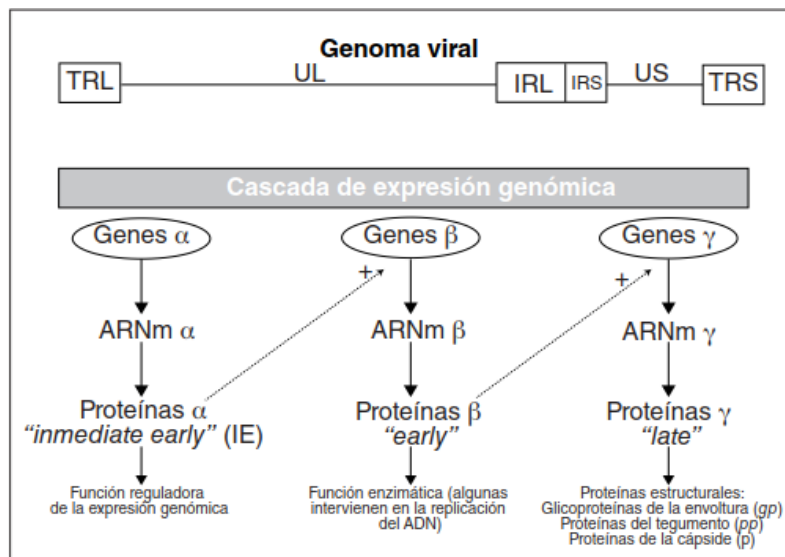 Genoma viral
TRL UL IRL IRS US TRS
Cascada de expresión genómica
Genes α Genes β Genes γ
+ +
ARNm α ARNm β ARNm γ
Proteínas α Proteínas β Proteínas γ
“inmediate early” (IE) “early” “late”
Función reguladora Función enzimática (algunas Proteínas estructurales:
de la expresión genómica intervienen en la replicación Glicoproteínas de la envoltura (gp)
del ADN) Proteínas del tegumento (pp)
Proteínas de la cápside (p)